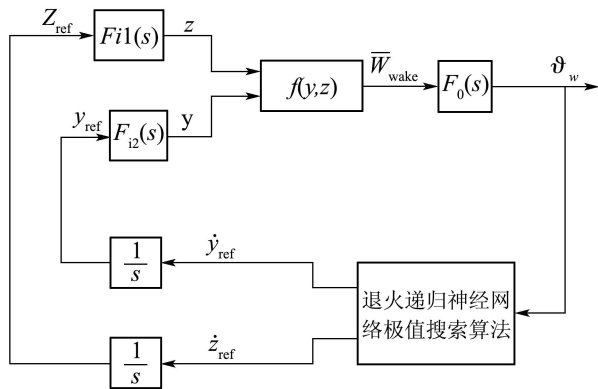 Z_ref
Fi1(s)
z
f(y,z)
W̅_wake
F_0(s)
ϑ_w
y_ref
F_i2(s)
y
1/s
ẏ_ref
退火递归神经网
络极值搜索算法
1/s
ż_ref